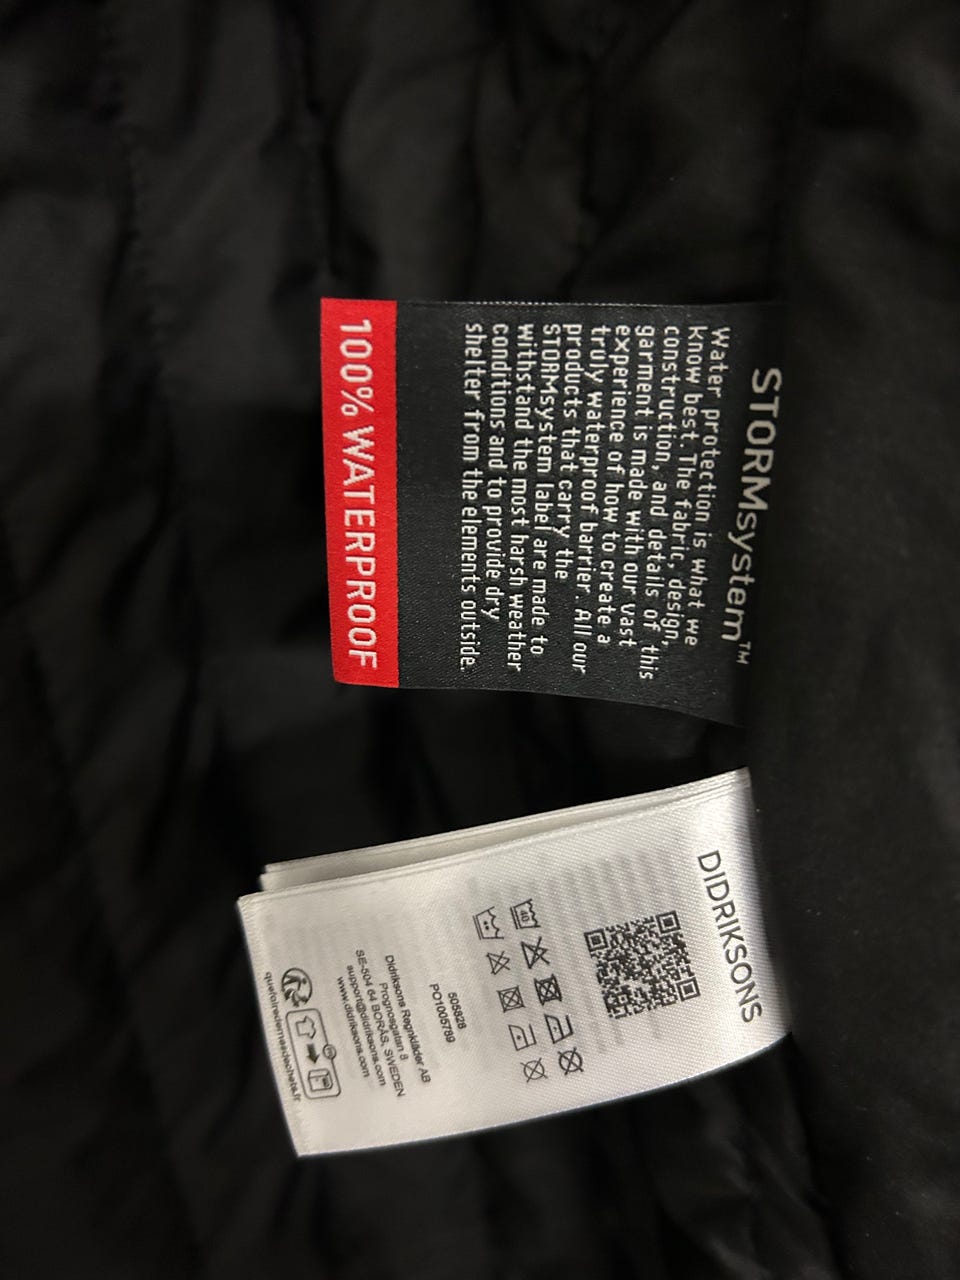 STORMsystem™
Water protection is what we
know best. The fabric, design,
construction, and details of this
garment is made with our vast
experience of how to create a
truly waterproof barrier. All our
products that carry the
STORMsystem label are made to
withstand the most harsh weather
conditions and to provide dry
shelter from the elements outside.
100% WATERPROOF
DIDRIKSONS
40
505828
PO1005789
Didriksons Regnkläder AB
Prognosgatan 8
SE-504 64 BORÅS, SWEDEN
support@didriksons.com
www.didriksons.com
quefairedemesdechets.fr